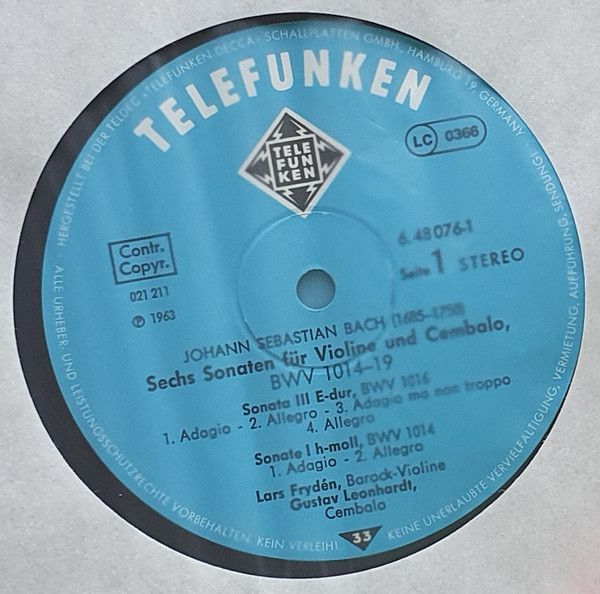 HERGESTELLT BEI DER TELDEC »TELEFUNKEN-DECCA« SCHALLPLATTEN GMBH, HAMBURG 19, GERMANY ·
TELEFUNKEN
TELE
FUN
KEN
LC 0366
Contr.
Copyr.
021 211
℗ 1963
6.48076-1
Seite 1 STEREO
JOHANN SEBASTIAN BACH (1685-1750)
Sechs Sonaten für Violine und Cembalo,
BWV 1014-19
Sonata III E-dur, BWV 1016
1. Adagio - 2. Allegro - 3. Adagio ma non troppo
4. Allegro
Sonate I h-moll, BWV 1014
1. Adagio - 2. Allegro
Lars Frydén, Barock-Violine
Gustav Leonhardt,
Cembalo
33
ALLE URHEBER- UND LEISTUNGSSCHUTZRECHTE VORBEHALTEN. KEIN VERLEIH! KEINE UNERLAUBTE VERVIELFÄLTIGUNG, VERMIETUNG, AUFFÜHRUNG, SENDUNG!